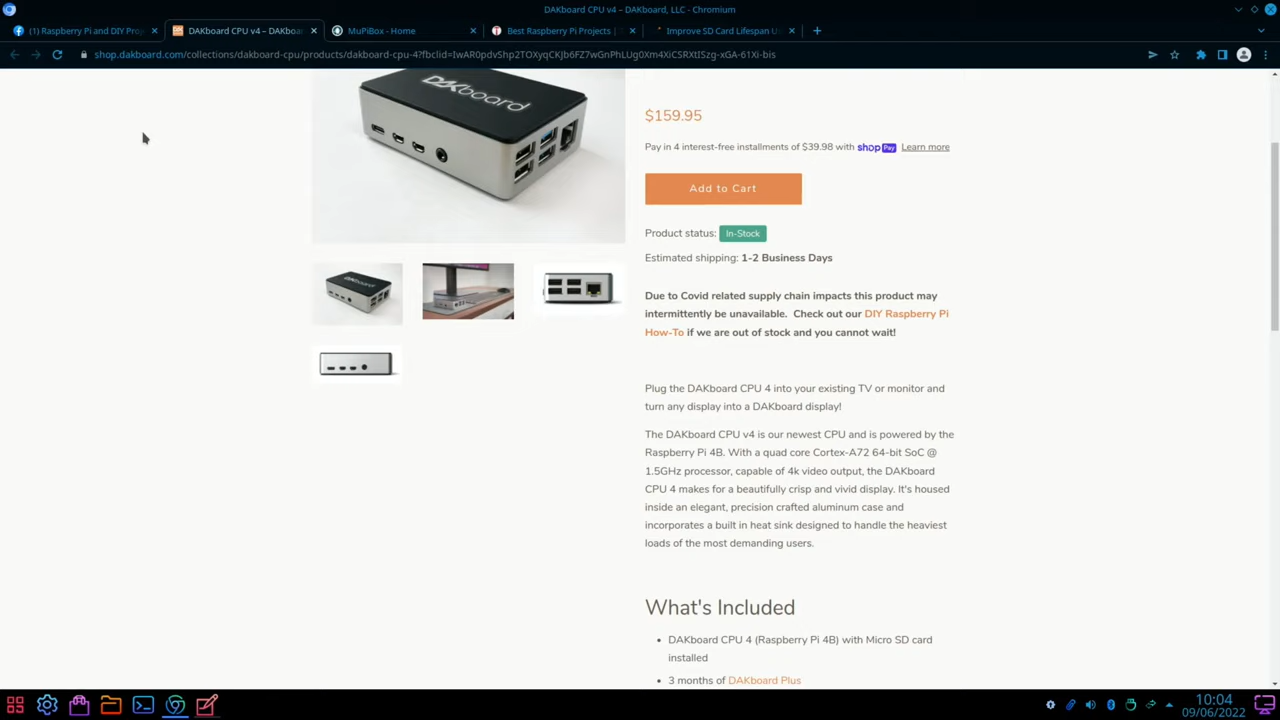 DAKboard CPU v4 – DAKboard, LLC – Chromium
(1) Raspberry Pi and DIY Proj
DAKboard CPU v4 – DAKboa
MuPiBox - Home
Best Raspberry Pi Projects |
Improve SD Card Lifespan U
shop.dakboard.com/collections/dakboard-cpu/products/dakboard-cpu-4?fbclid=IwAR0pdvShp2TOXyqCKJb6FZ7wGnPhLUg0Xm4XiCSRXtISzg-xGA-61Xi-bis
DAKboard
$159.95
Pay in 4 interest-free installments of $39.98 with shop Pay Learn more
Add to Cart
Product status: In-Stock
Estimated shipping: 1-2 Business Days
Due to Covid related supply chain impacts this product may
intermittently be unavailable. Check out our DIY Raspberry Pi
How-To if we are out of stock and you cannot wait!
Plug the DAKboard CPU 4 into your existing TV or monitor and
turn any display into a DAKboard display!
The DAKboard CPU v4 is our newest CPU and is powered by the
Raspberry Pi 4B. With a quad core Cortex-A72 64-bit SoC @
1.5GHz processor, capable of 4k video output, the DAKboard
CPU 4 makes for a beautifully crisp and vivid display. It's housed
inside an elegant, precision crafted aluminum case and
incorporates a built in heat sink designed to handle the heaviest
loads of the most demanding users.
What's Included
• DAKboard CPU 4 (Raspberry Pi 4B) with Micro SD card
installed
• 3 months of DAKboard Plus
10:04
09/06/2022